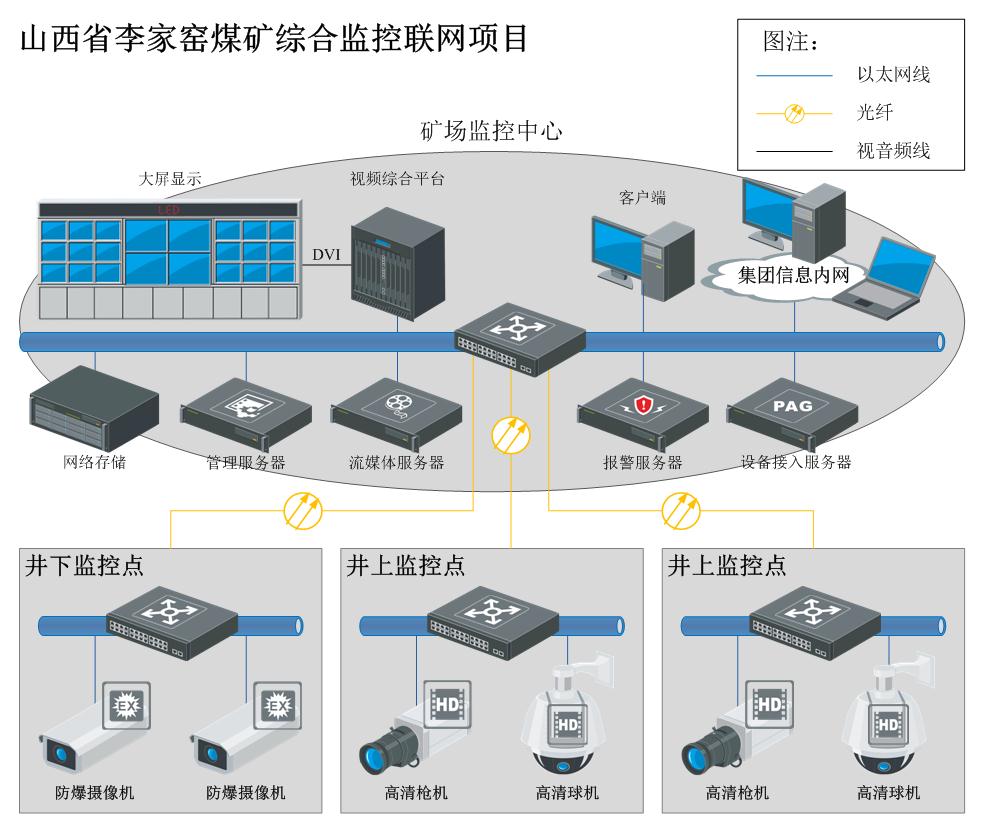 山西省李家窑煤矿综合监控联网项目
图注：
以太网线
光纤
视音频线
矿场监控中心
大屏显示
视频综合平台
客户端
LED
DVI
集团信息内网
PAG
网络存储
管理服务器
流媒体服务器
报警服务器
设备接入服务器
井下监控点
井上监控点
井上监控点
EX
EX
HD
HD
HD
HD
防爆摄像机
防爆摄像机
高清枪机
高清球机
高清枪机
高清球机